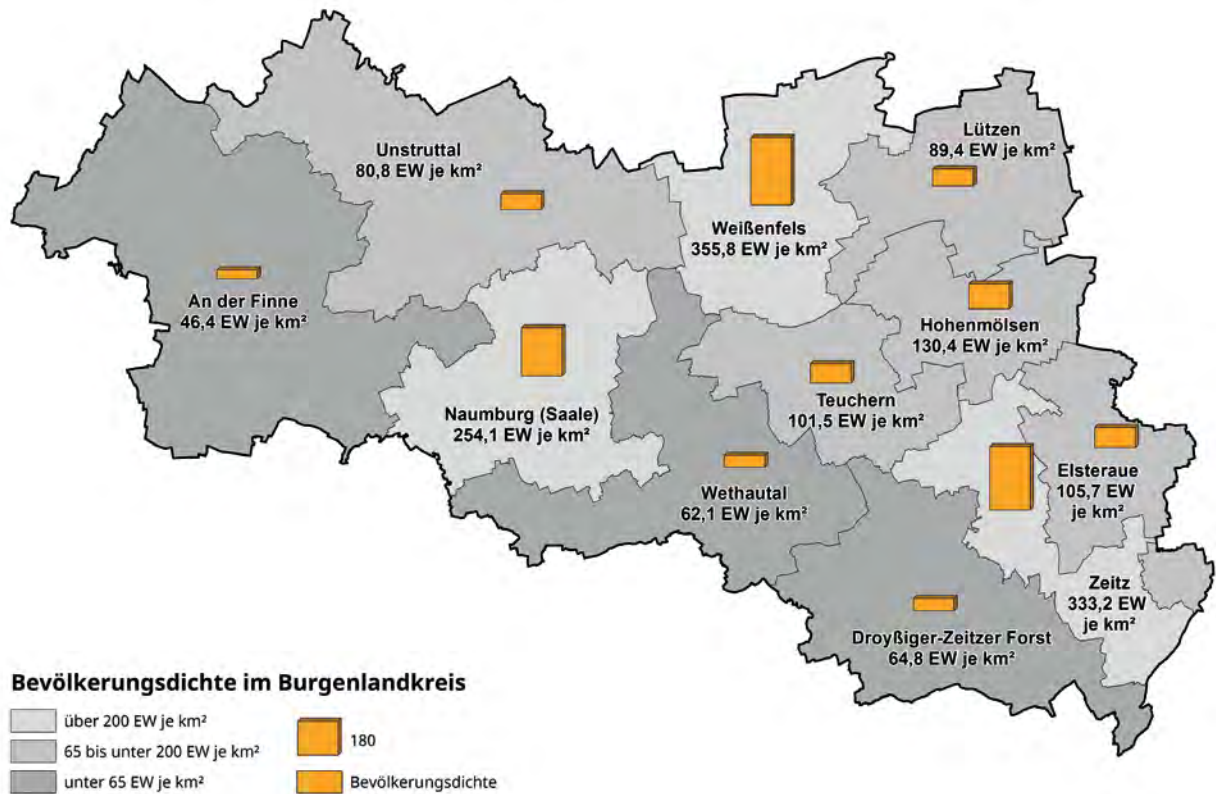 Unstruttal
80,8 EW je km²
Lützen
89,4 EW je km²
Weißenfels
355,8 EW je km²
An der Finne
46,4 EW je km²
Hohenmölsen
130,4 EW je km²
Naumburg (Saale)
254,1 EW je km²
Teuchern
101,5 EW je km²
Elsteraue
105,7 EW
je km²
Wethautal
62,1 EW je km²
Zeitz
333,2 EW
je km²
Droyßiger-Zeitzer Forst
64,8 EW je km²
Bevölkerungsdichte im Burgenlandkreis
über 200 EW je km²
65 bis unter 200 EW je km²
unter 65 EW je km²
180
Bevölkerungsdichte